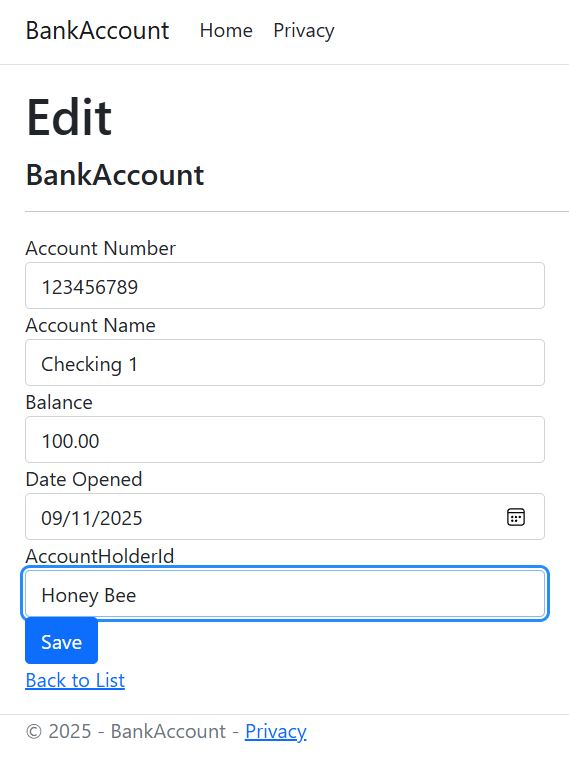 BankAccount Home Privacy
Edit
BankAccount
Account Number
123456789
Account Name
Checking 1
Balance
100.00
Date Opened
09/11/2025
AccountHolderId
Honey Bee
Save
Back to List
© 2025 - BankAccount - Privacy